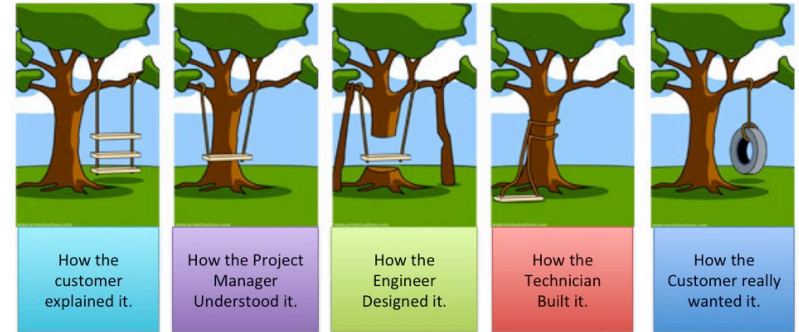 How the
customer
explained it.
How the Project
Manager
Understood it.
How the
Engineer
Designed it.
How the
Technician
Built it.
How the
Customer really
wanted it.